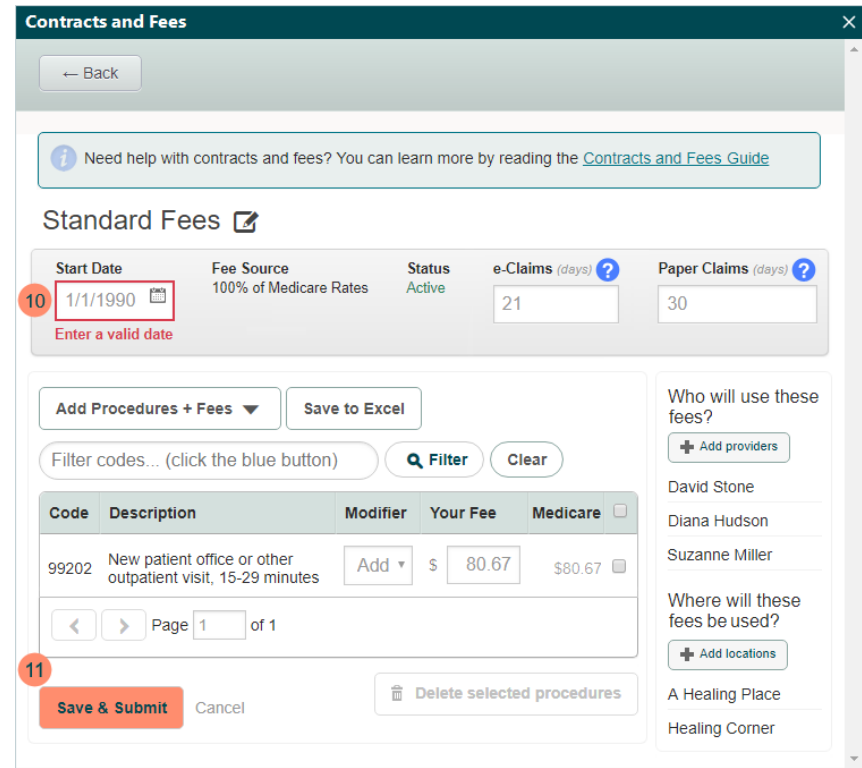 Contracts and Fees
← Back
Need help with contracts and fees? You can learn more by reading the Contracts and Fees Guide
Standard Fees
Start Date Fee Source Status e-Claims (days) ? Paper Claims (days) ?
10 1/1/1990 100% of Medicare Rates Active 21 30
Enter a valid date
Add Procedures + Fees Save to Excel
Filter codes... (click the blue button) Filter Clear
Code Description Modifier Your Fee Medicare
99202 New patient office or other
outpatient visit, 15-29 minutes Add $ 80.67 $80.67
< > Page 1 of 1
11
Save & Submit Cancel Delete selected procedures
Who will use these
fees?
Add providers
David Stone
Diana Hudson
Suzanne Miller
Where will these
fees be used?
Add locations
A Healing Place
Healing Corner